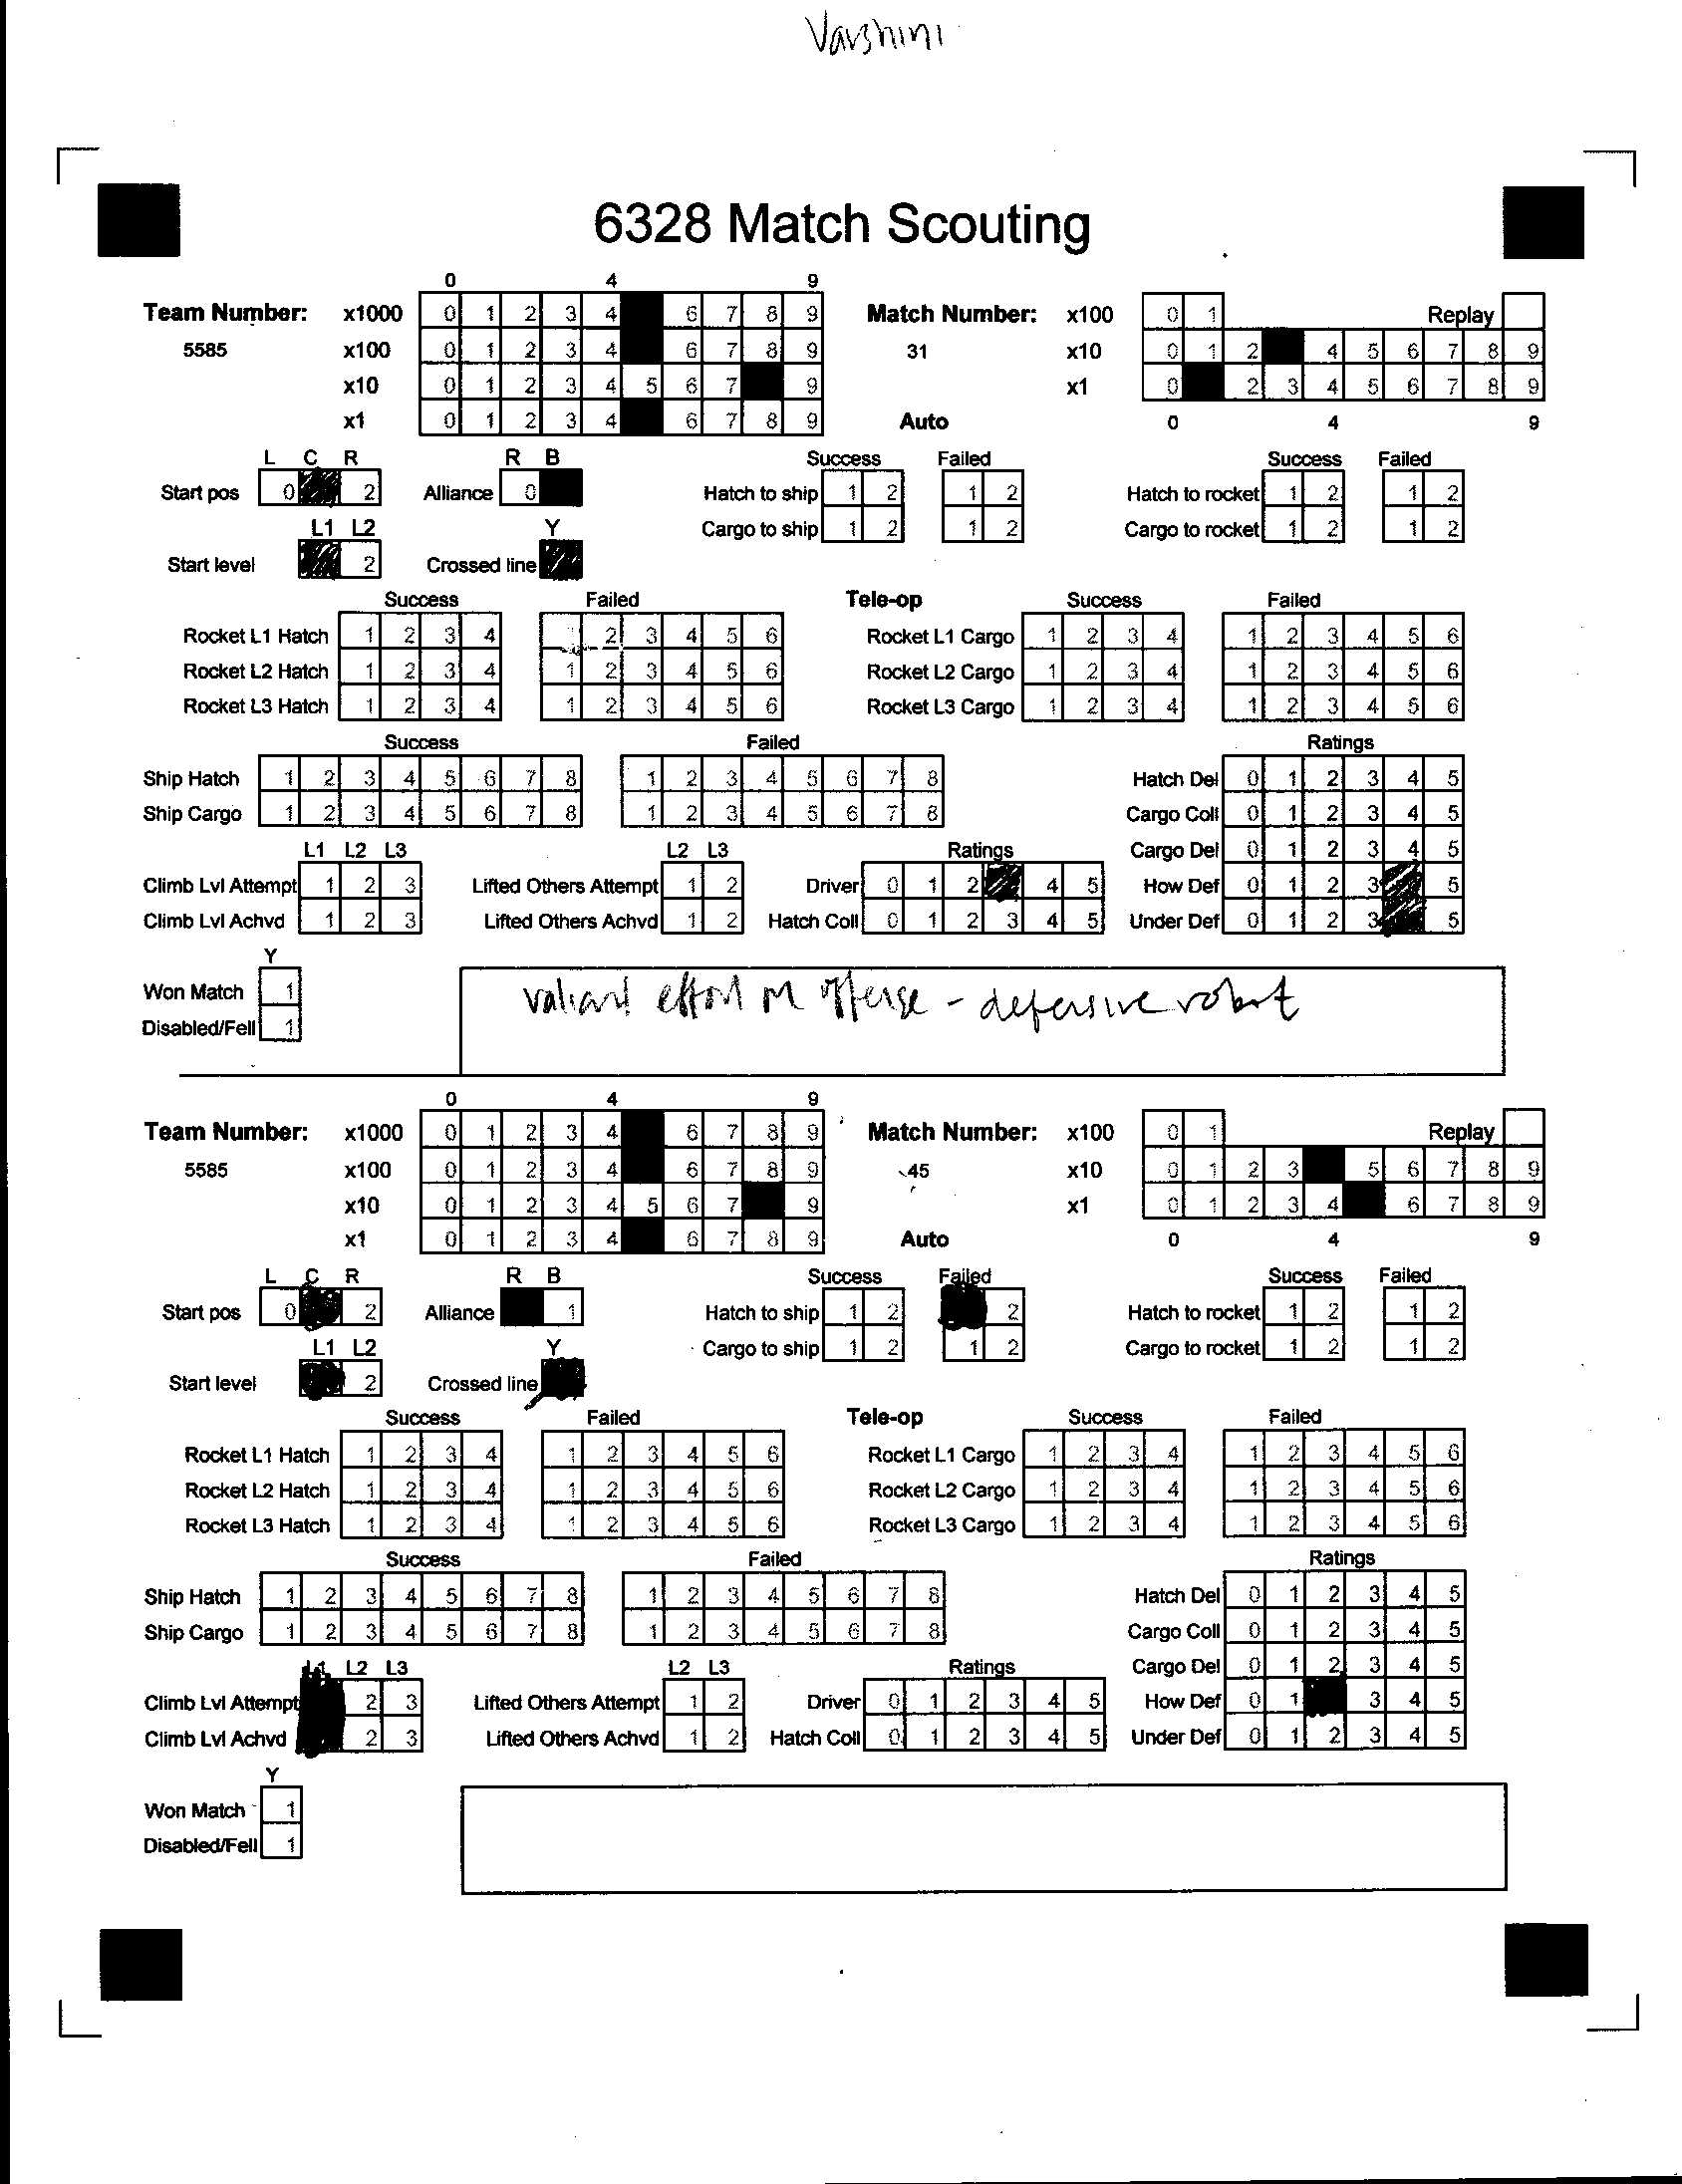 Varshini
6328 Match Scouting
0 4 9
Team Number: x1000 0 1 2 3 4 6 7 8 9 Match Number: x100 0 1 Replay
5585 x100 0 1 2 3 4 6 7 8 9 31 x10 0 1 2 4 5 6 7 8 9
x10 0 1 2 3 4 5 6 7 9 x1 0 2 3 4 5 6 7 8 9
x1 0 1 2 3 4 6 7 8 9 Auto 0 4 9
L C R R B Success Failed Success Failed
Start pos 0 2 Alliance 0 Hatch to ship 1 2 1 2 Hatch to rocket 1 2 1 2
L1 L2 Y Cargo to ship 1 2 1 2 Cargo to rocket 1 2 1 2
Start level 2 Crossed line
Success Failed Tele-op Success Failed
Rocket L1 Hatch 1 2 3 4 2 3 4 5 6 Rocket L1 Cargo 1 2 3 4 1 2 3 4 5 6
Rocket L2 Hatch 1 2 3 4 1 2 3 4 5 6 Rocket L2 Cargo 1 2 3 4 1 2 3 4 5 6
Rocket L3 Hatch 1 2 3 4 1 2 3 4 5 6 Rocket L3 Cargo 1 2 3 4 1 2 3 4 5 6
Success Failed Ratings
Ship Hatch 1 2 3 4 5 6 7 8 1 2 3 4 5 6 7 8 Hatch Del 0 1 2 3 4 5
Ship Cargo 1 2 3 4 5 6 7 8 1 2 3 4 5 6 7 8 Cargo Coll 0 1 2 3 4 5
L1 L2 L3 L2 L3 Ratings Cargo Del 0 1 2 3 4 5
Climb Lvl Attempt 1 2 3 Lifted Others Attempt 1 2 Driver 0 1 2 4 5 How Def 0 1 2 3 5
Climb Lvl Achvd 1 2 3 Lifted Others Achvd 1 2 Hatch Coll 0 1 2 3 4 5 Under Def 0 1 2 3 5
Y
Won Match 1 valiant effort on offense - defensive robot
Disabled/Fell 1
0 4 9
Team Number: x1000 0 1 2 3 4 6 7 8 9 Match Number: x100 0 1 Replay
5585 x100 0 1 2 3 4 6 7 8 9 45 x10 0 1 2 3 5 6 7 8 9
x10 0 1 2 3 4 5 6 7 9 x1 0 1 2 3 4 6 7 8 9
x1 0 1 2 3 4 6 7 8 9 Auto 0 4 9
L C R R B Success Failed Success Failed
Start pos 0 2 Alliance 1 Hatch to ship 1 2 2 Hatch to rocket 1 2 1 2
L1 L2 Y Cargo to ship 1 2 1 2 Cargo to rocket 1 2 1 2
Start level 2 Crossed line
Success Failed Tele-op Success Failed
Rocket L1 Hatch 1 2 3 4 1 2 3 4 5 6 Rocket L1 Cargo 1 2 3 4 1 2 3 4 5 6
Rocket L2 Hatch 1 2 3 4 1 2 3 4 5 6 Rocket L2 Cargo 1 2 3 4 1 2 3 4 5 6
Rocket L3 Hatch 1 2 3 4 1 2 3 4 5 6 Rocket L3 Cargo 1 2 3 4 1 2 3 4 5 6
Success Failed Ratings
Ship Hatch 1 2 3 4 5 6 7 8 1 2 3 4 5 6 7 8 Hatch Del 0 1 2 3 4 5
Ship Cargo 1 2 3 4 5 6 7 8 1 2 3 4 5 6 7 8 Cargo Coll 0 1 2 3 4 5
L1 L2 L3 L2 L3 Ratings Cargo Del 0 1 2 3 4 5
Climb Lvl Attempt 2 3 Lifted Others Attempt 1 2 Driver 0 1 2 3 4 5 How Def 0 1 3 4 5
Climb Lvl Achvd 2 3 Lifted Others Achvd 1 2 Hatch Coll 0 1 2 3 4 5 Under Def 0 1 2 3 4 5
Y
Won Match 1
Disabled/Fell 1